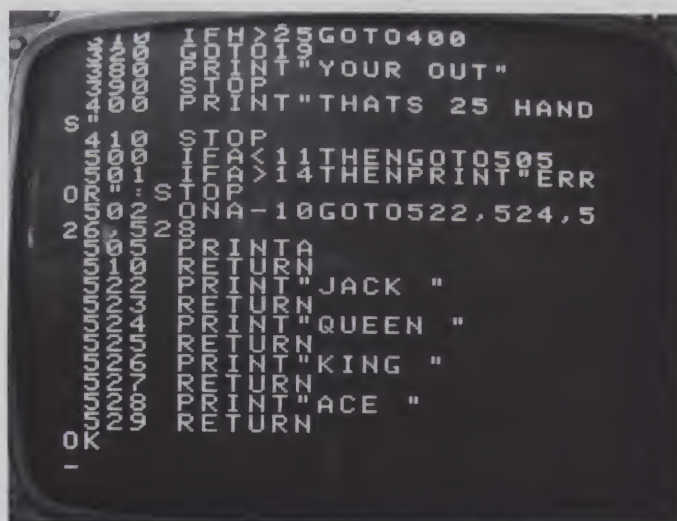 IFH>25GOTO400
320 GOTO19
380 PRINT"YOUR OUT"
390 STOP
400 PRINT"THATS 25 HAND
S"
410 STOP
500 IFA<11THENGOTO505
501 IFA>14THENPRINT"ERR
OR":STOP
502 ONA-10GOTO522,524,5
26,528
505 PRINTA
510 RETURN
522 PRINT"JACK "
523 RETURN
524 PRINT"QUEEN "
525 RETURN
526 PRINT"KING "
527 RETURN
528 PRINT"ACE "
529 RETURN
OK
_